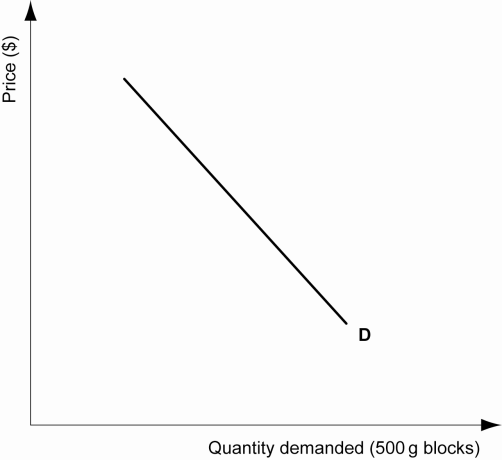 Price ($)
D
Quantity demanded (500 g blocks)